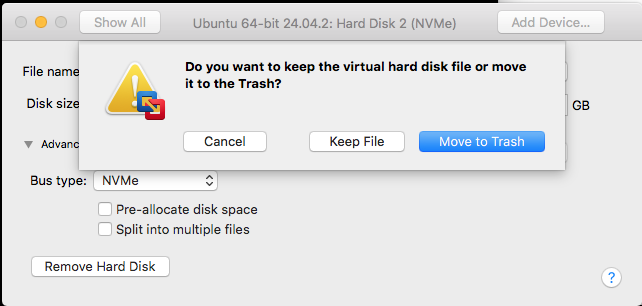 Show All
Ubuntu 64-bit 24.04.2: Hard Disk 2 (NVMe)
Add Device...
Do you want to keep the virtual hard disk file or move
it to the Trash?
File name
Disk size
GB
Cancel
Keep File
Move to Trash
Advanc
Bus type:
NVMe
Pre-allocate disk space
Split into multiple files
Remove Hard Disk
?